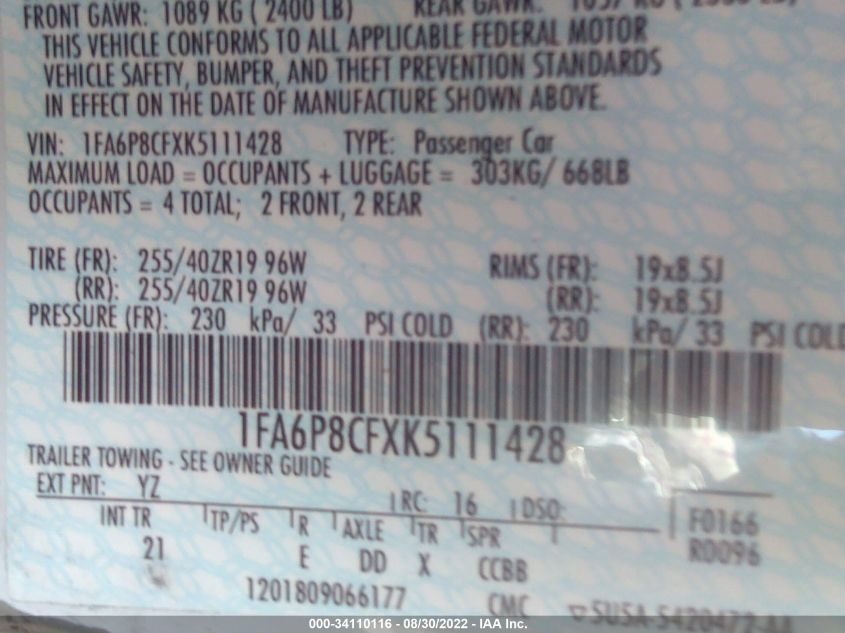 FRONT GAWR: 1089 KG ( 2400 LB) REAR GAWR:
THIS VEHICLE CONFORMS TO ALL APPLICABLE FEDERAL MOTOR
VEHICLE SAFETY, BUMPER, AND THEFT PREVENTION STANDARDS
IN EFFECT ON THE DATE OF MANUFACTURE SHOWN ABOVE.
VIN: 1FA6P8CFXK5111428 TYPE: Passenger Car
MAXIMUM LOAD = OCCUPANTS + LUGGAGE = 303KG/ 668LB
OCCUPANTS = 4 TOTAL; 2 FRONT, 2 REAR
TIRE (FR): 255/40ZR19 96W RIMS (FR): 19x8.5J
(RR): 255/40ZR19 96W (RR): 19x8.5J
PRESSURE (FR): 230 kPa/ 33 PSI COLD (RR): 230 kPa/ 33 PSI COLD
1FA6P8CFXK5111428
TRAILER TOWING - SEE OWNER GUIDE
EXT PNT: YZ RC: 16 DSO:
INT TR TP/PS R AXLE TR SPR F0166
21 E DD X CCBB R0096
1201809066177 CMC ▽5U5A-5420472-AA
000-34110116 - 08/30/2022 - IAA Inc.